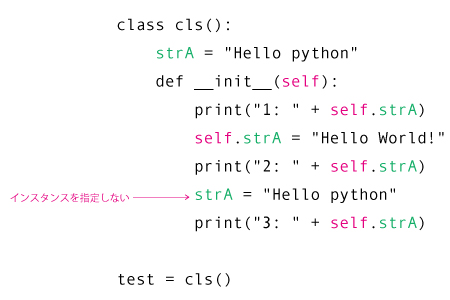 class cls():
    strA = "Hello python"
    def __init__(self):
        print("1: " + self.strA)
        self.strA = "Hello World!"
        print("2: " + self.strA)
インスタンスを指定しない
        strA = "Hello python"
        print("3: " + self.strA)
test = cls()